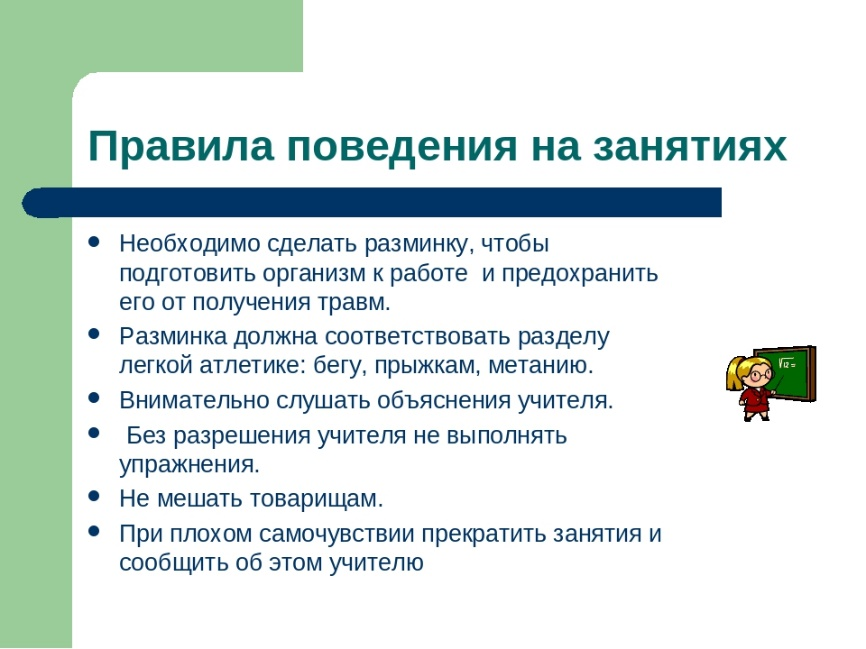 Правила поведения на занятиях
Необходимо сделать разминку, чтобы
подготовить организм к работе  и предохранить
его от получения травм.
Разминка должна соответствовать разделу
легкой атлетике: бегу, прыжкам, метанию.
Внимательно слушать объяснения учителя.
Без разрешения учителя не выполнять
упражнения.
Не мешать товарищам.
При плохом самочувствии прекратить занятия и
сообщить об этом учителю
√12 =